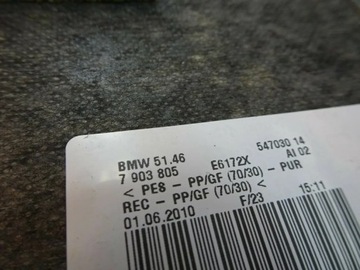 BMW 51.46 E6172X 547030 14
7 903 805 AI 02
< PES - PP/GF (70/30) - PUR
REC - PP/GF (70/30) < 15:11
01.06.2010 F/23